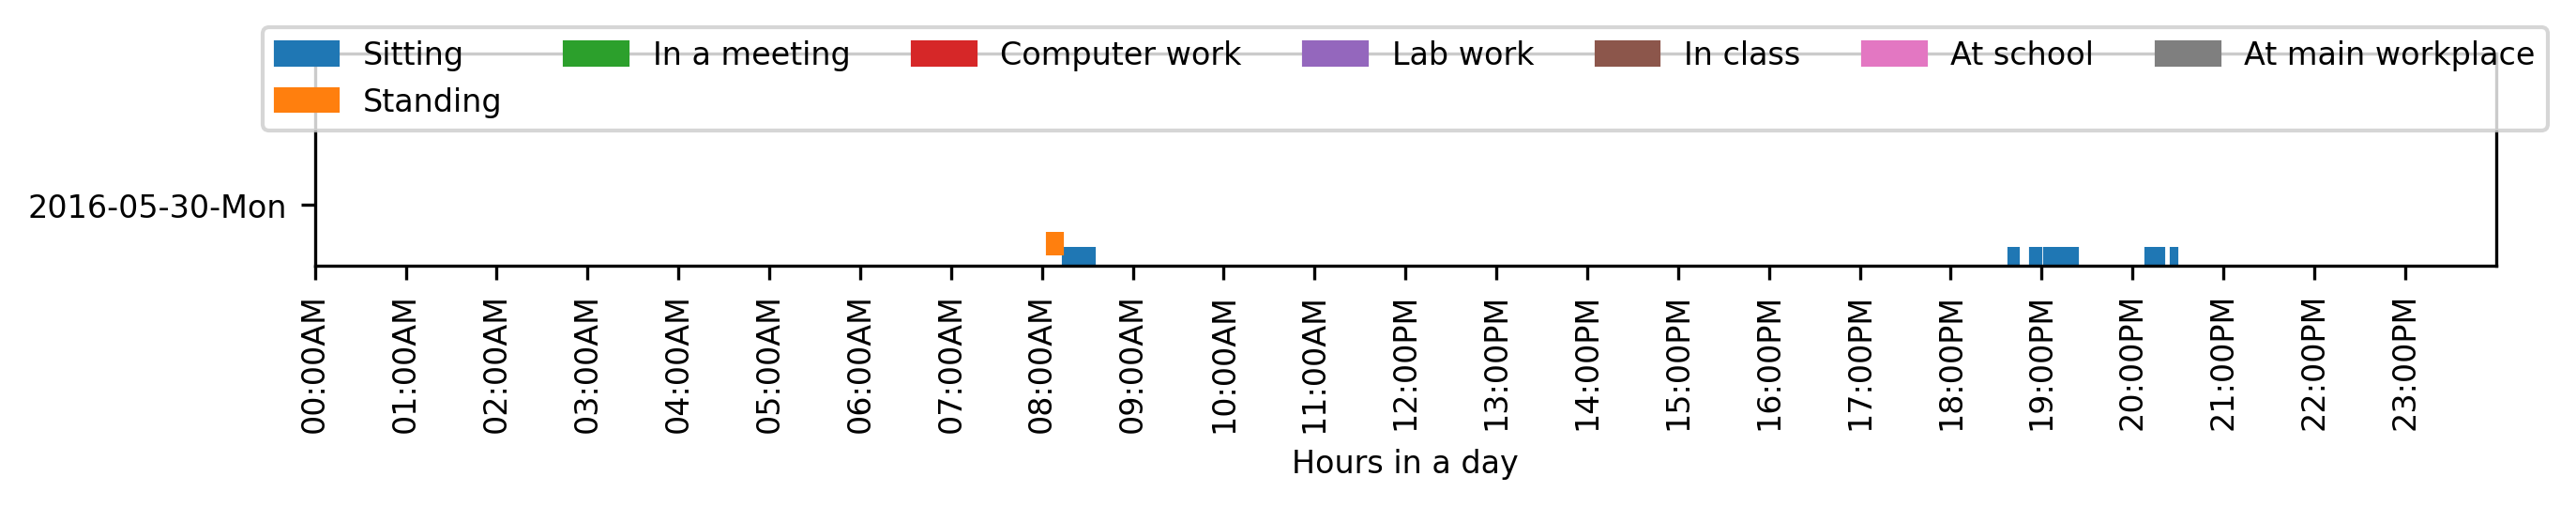 Sitting In a meeting Computer work Lab work In class At school At main workplace
Standing
2016-05-30-Mon
00:00AM 01:00AM 02:00AM 03:00AM 04:00AM 05:00AM 06:00AM 07:00AM 08:00AM 09:00AM 10:00AM 11:00AM 12:00PM 13:00PM 14:00PM 15:00PM 16:00PM 17:00PM 18:00PM 19:00PM 20:00PM 21:00PM 22:00PM 23:00PM
Hours in a day